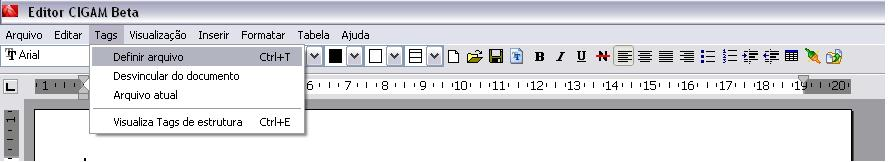 Editor CIGAM Beta
Arquivo Editar Tags Visualização Inserir Formatar Tabela Ajuda
Arial B I U N
Definir arquivo Ctrl+T
Desvincular do documento
Arquivo atual
Visualiza Tags de estrutura Ctrl+E
1 6 7 8 9 10 11 12 13 14 15 16 17 18 19 20
1